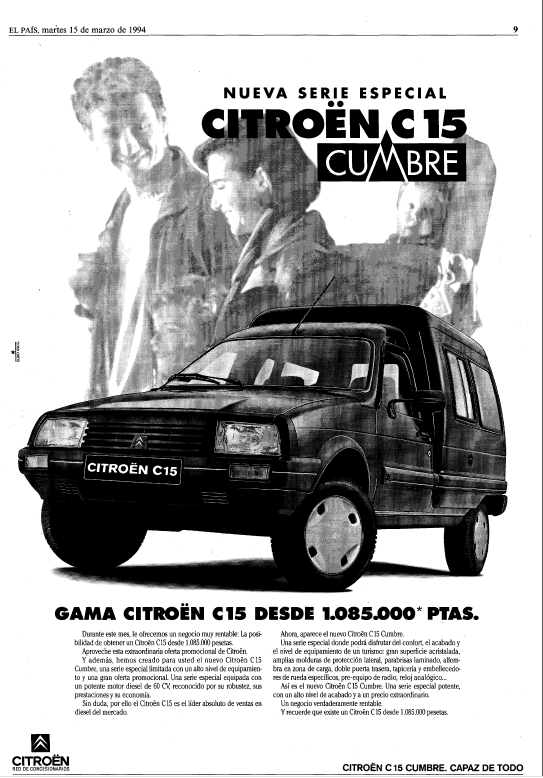 EL PAÍS, martes 15 de marzo de 1994
9
NUEVA SERIE ESPECIAL
CITROËN C 15
CUMBRE
CITROËN C15
GAMA CITROËN C 15 DESDE 1.085.000* PTAS.
Durante este mes, le ofrecemos un negocio muy rentable: La posi-
bilidad de obtener un Citroën C15 desde 1.085.000 pesetas.
Aproveche esta extraordinaria oferta promocional de Citroën.
Y además, hemos creado para usted el nuevo Citroën C15
Cumbre, una serie especial limitada con un alto nivel de equipamien-
to y una gran oferta promocional. Una serie especial equipada con
un potente motor diesel de 60 CV, reconocido por su robustez, sus
prestaciones y su economía.
Sin duda, por ello el Citroën C15 es el líder absoluto de ventas en
diesel del mercado.
Ahora, aparece el nuevo Citroën C15 Cumbre.
Una serie especial donde podrá disfrutar del confort, el acabado y
el nivel de equipamiento de un turismo: gran superficie acristalada,
amplias molduras de protección lateral, parabrisas laminado, alfom-
bra en zona de carga, doble puerta trasera, tapicería y embellecedo-
res de rueda específicos, pre-equipo de radio, reloj analógico...
Así es el nuevo Citroën C15 Cumbre. Una serie especial potente,
con un alto nivel de acabado y a un precio extraordinario.
Un negocio verdaderamente rentable.
Y recuerde que existe un Citroën C15 desde 1.085.000 pesetas.
CITROËN
RED DE CONCESIONARIOS
CITROËN C 15 CUMBRE. CAPAZ DE TODO